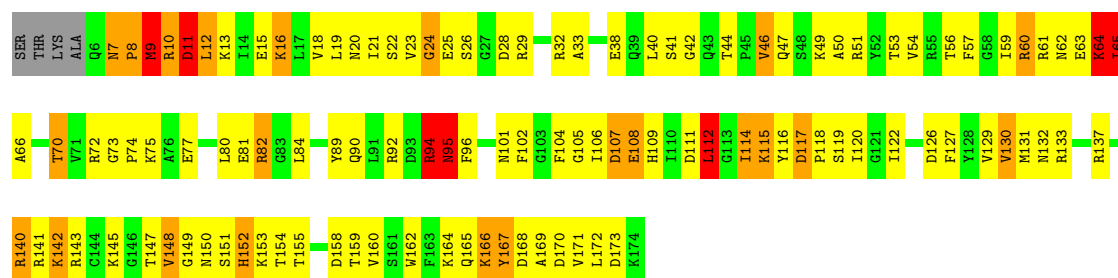 SER THR LYS ALA Q6 N7 P8 M9 R10 D11 L12 K13 I14 E15 K16 L17 V18 L19 N20 I21 S22 V23 G24 E25 S26 G27 D28 R29 R32 A33 E38 Q39 L40 S41 G42 Q43 T44 P45 V46 Q47 S48 K49 A50 R51 Y52 T53 V54 R55 T56 F57 G58 I59 R60 R61 N62 E63 K64 I65
A66 T70 V71 R72 G73 P74 K75 A76 E77 L80 E81 R82 G83 L84 Y89 Q90 L91 R92 D93 R94 N95 F96 N101 F102 G103 F104 G105 I106 D107 E108 H109 I110 D111 L112 G113 I114 K115 Y116 D117 P118 S119 I120 G121 I122 D126 F127 Y128 V129 V130 M131 N132 R133 R137
R140 R141 K142 R143 C144 K145 G146 T147 V148 G149 N150 S151 H152 K153 T154 T155 D158 T159 V160 S161 W162 F163 K164 Q165 K166 Y167 D168 A169 D170 V171 L172 D173 K174